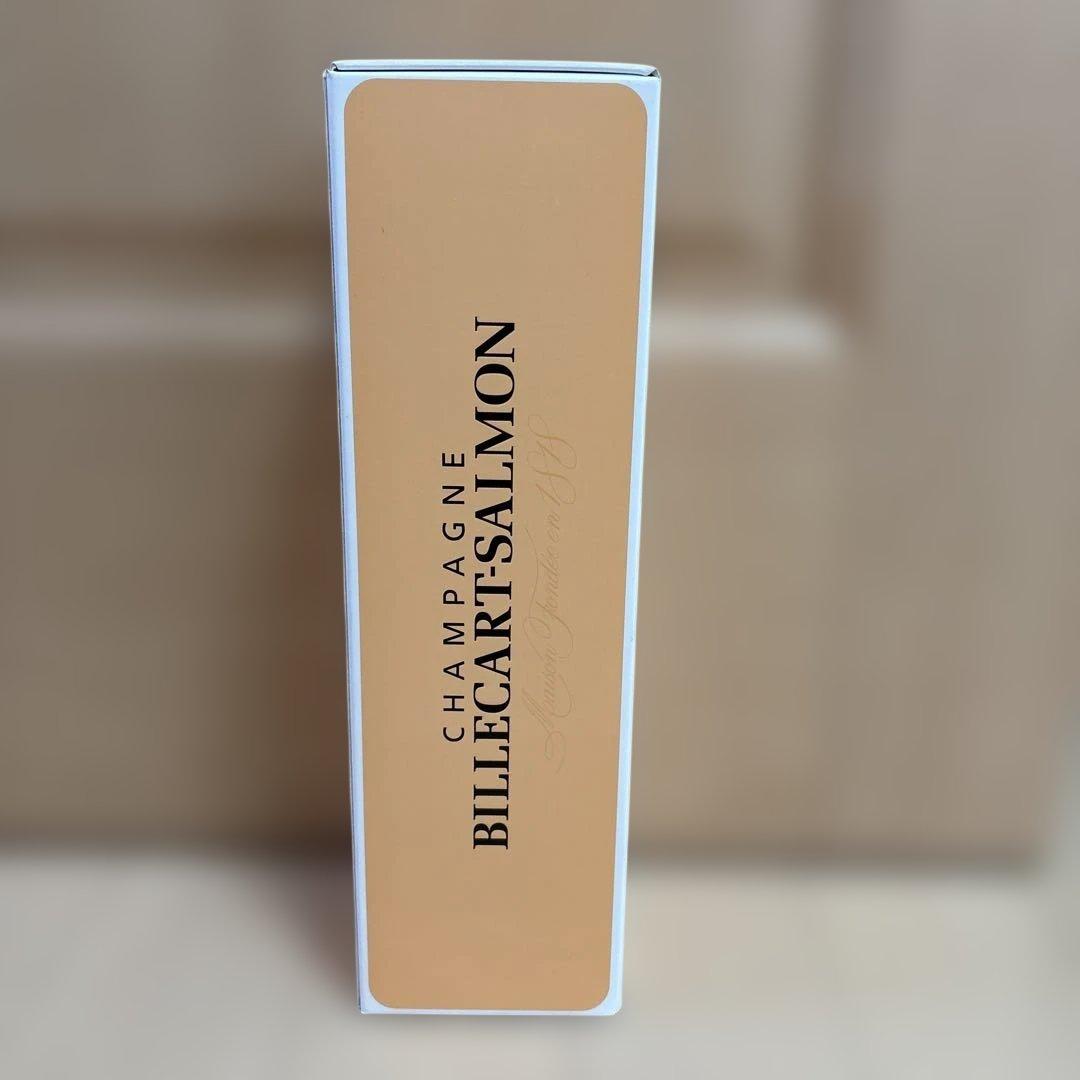 CHAMPAGNE
BILLECART-SALMON
Maison Fondée en 1818